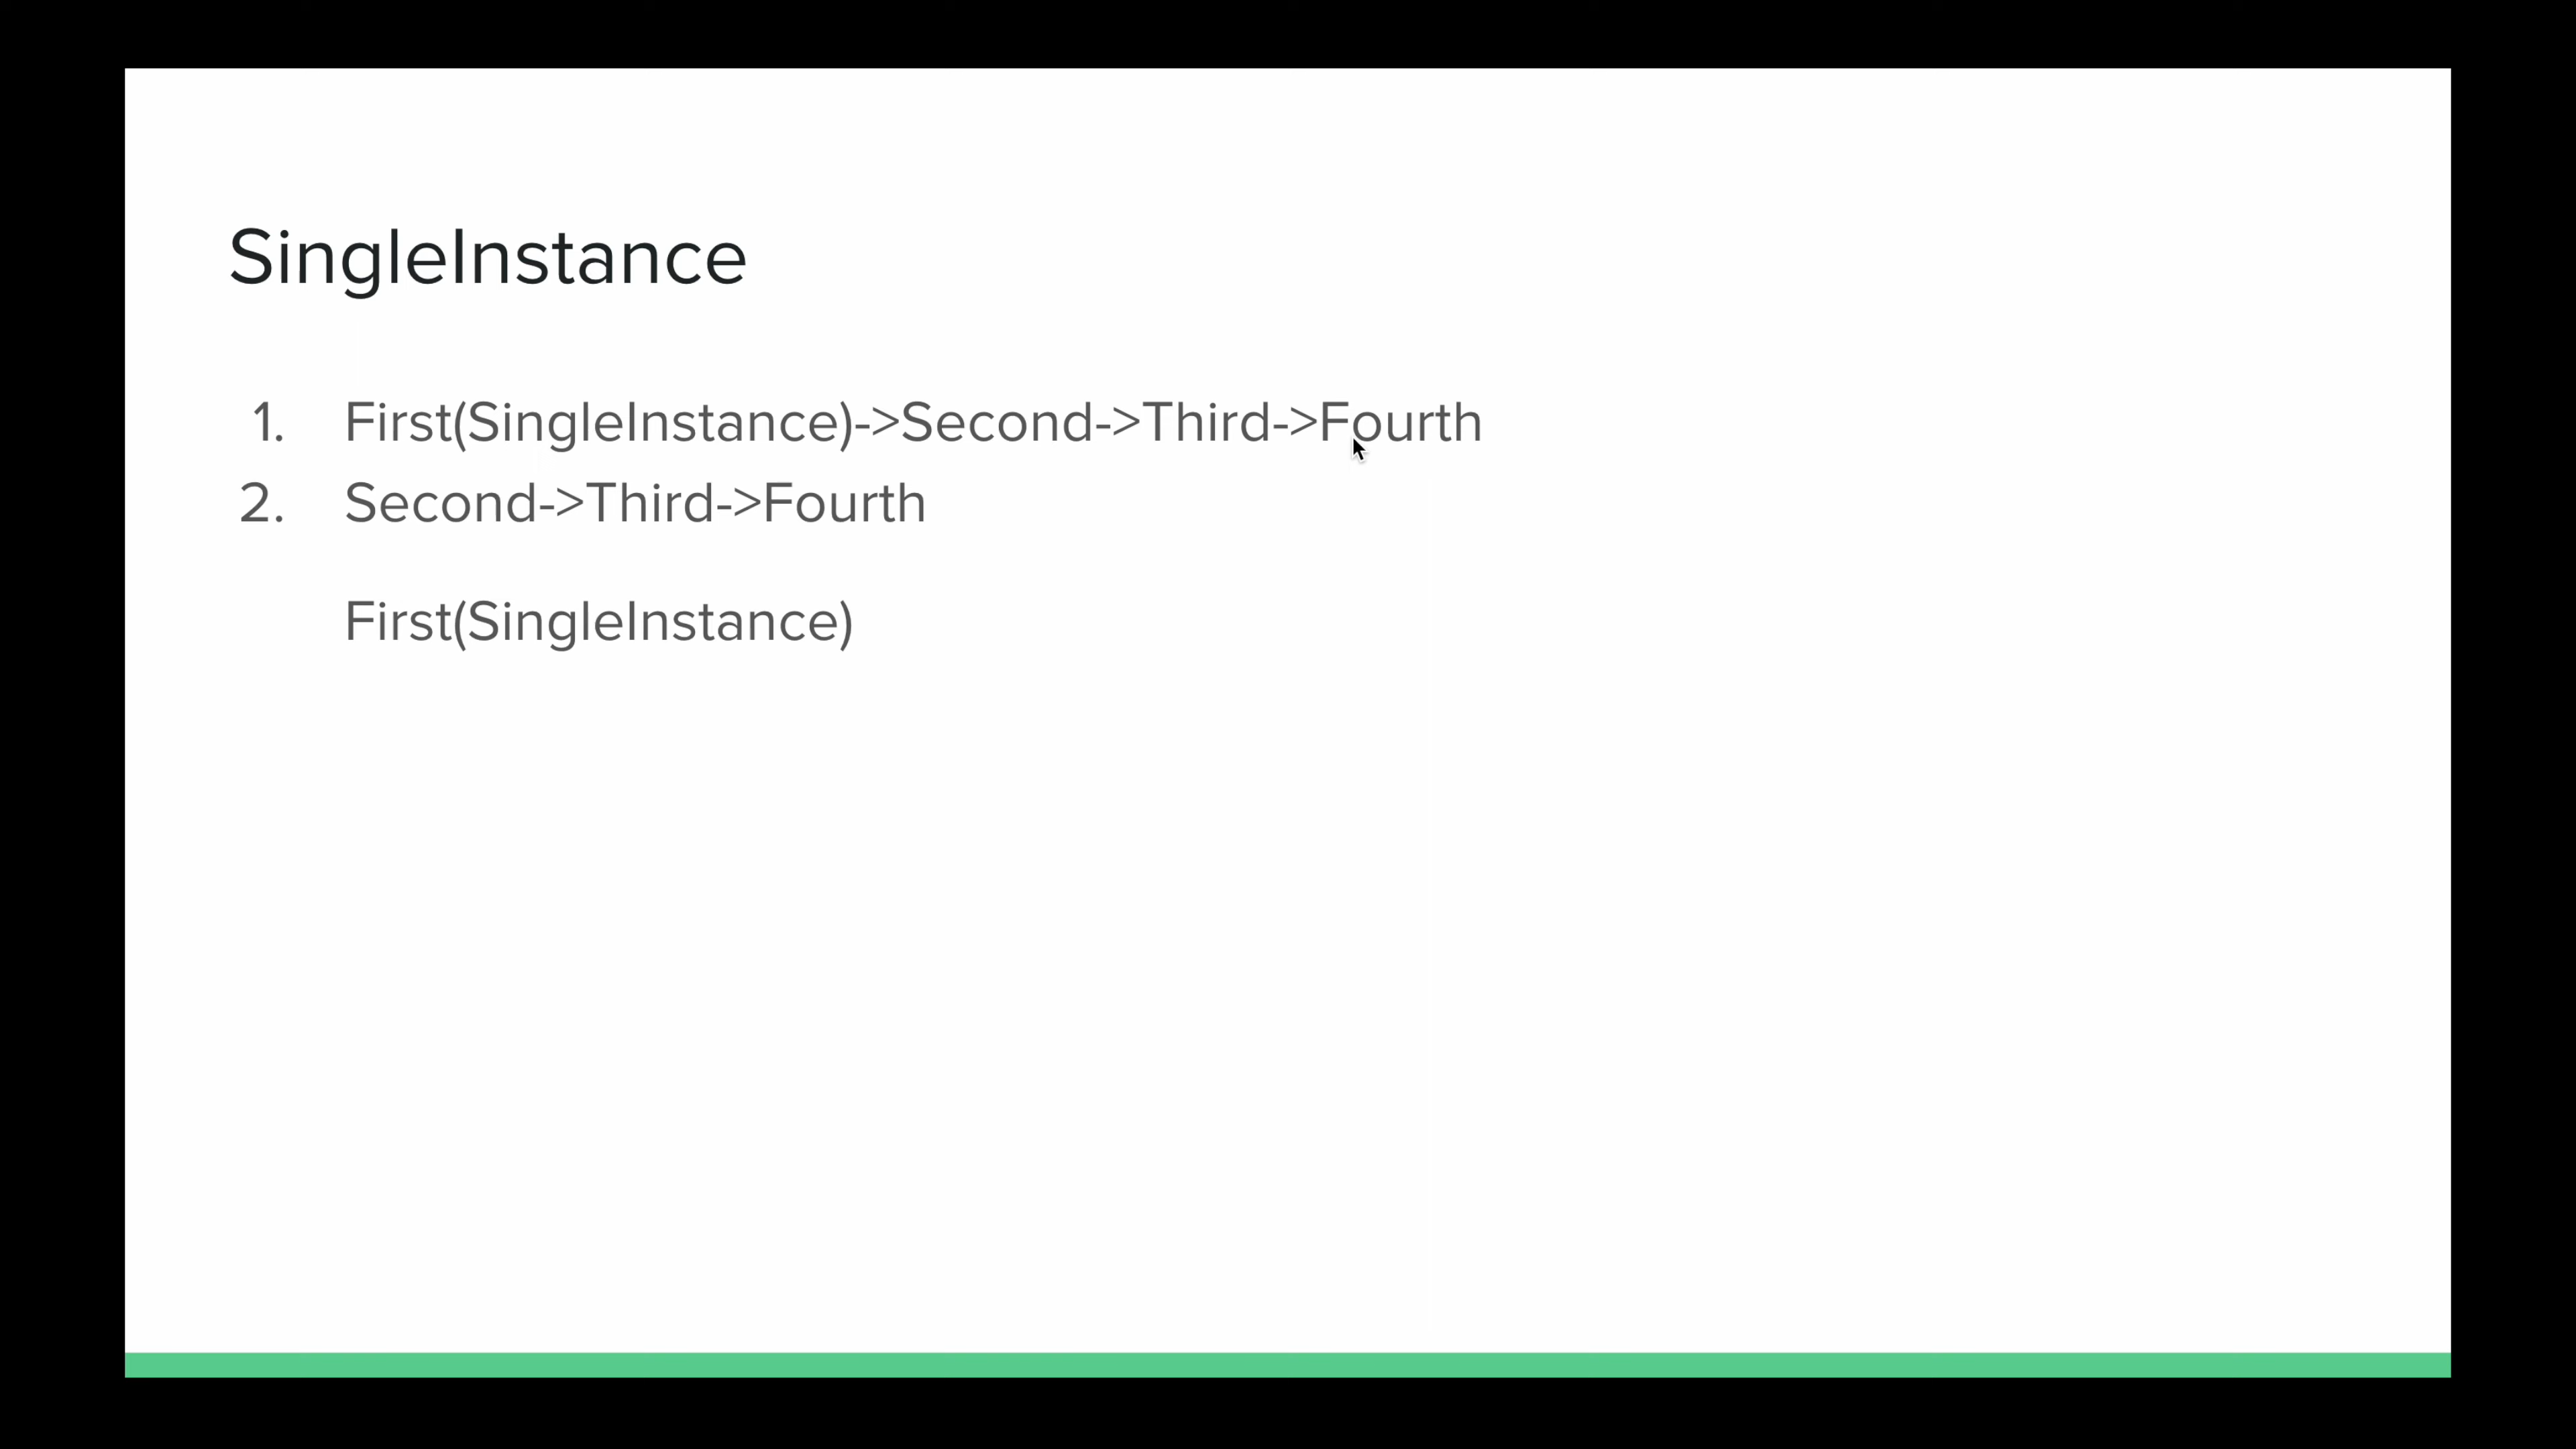 SingleInstance
1. First(SingleInstance)->Second->Third->Fourth
2. Second->Third->Fourth
First(SingleInstance)